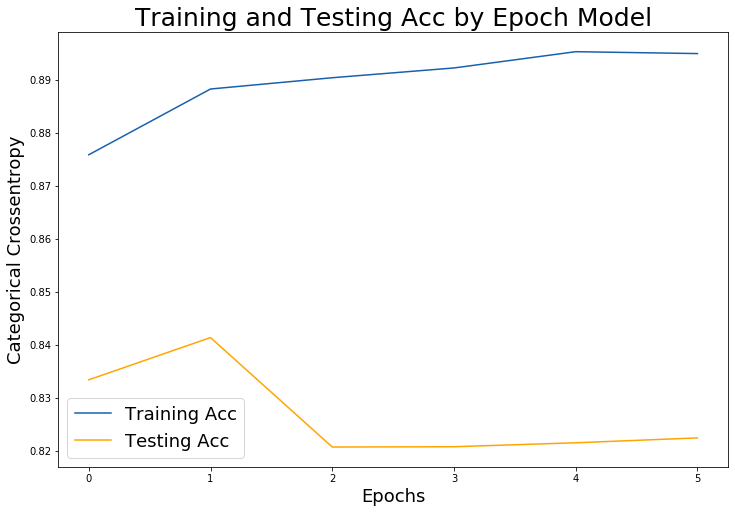 Training and Testing Acc by Epoch Model
Categorical Crossentropy
0.89
0.88
0.87
0.86
0.85
0.84
0.83
0.82
Training Acc
Testing Acc
0 1 2 3 4 5
Epochs